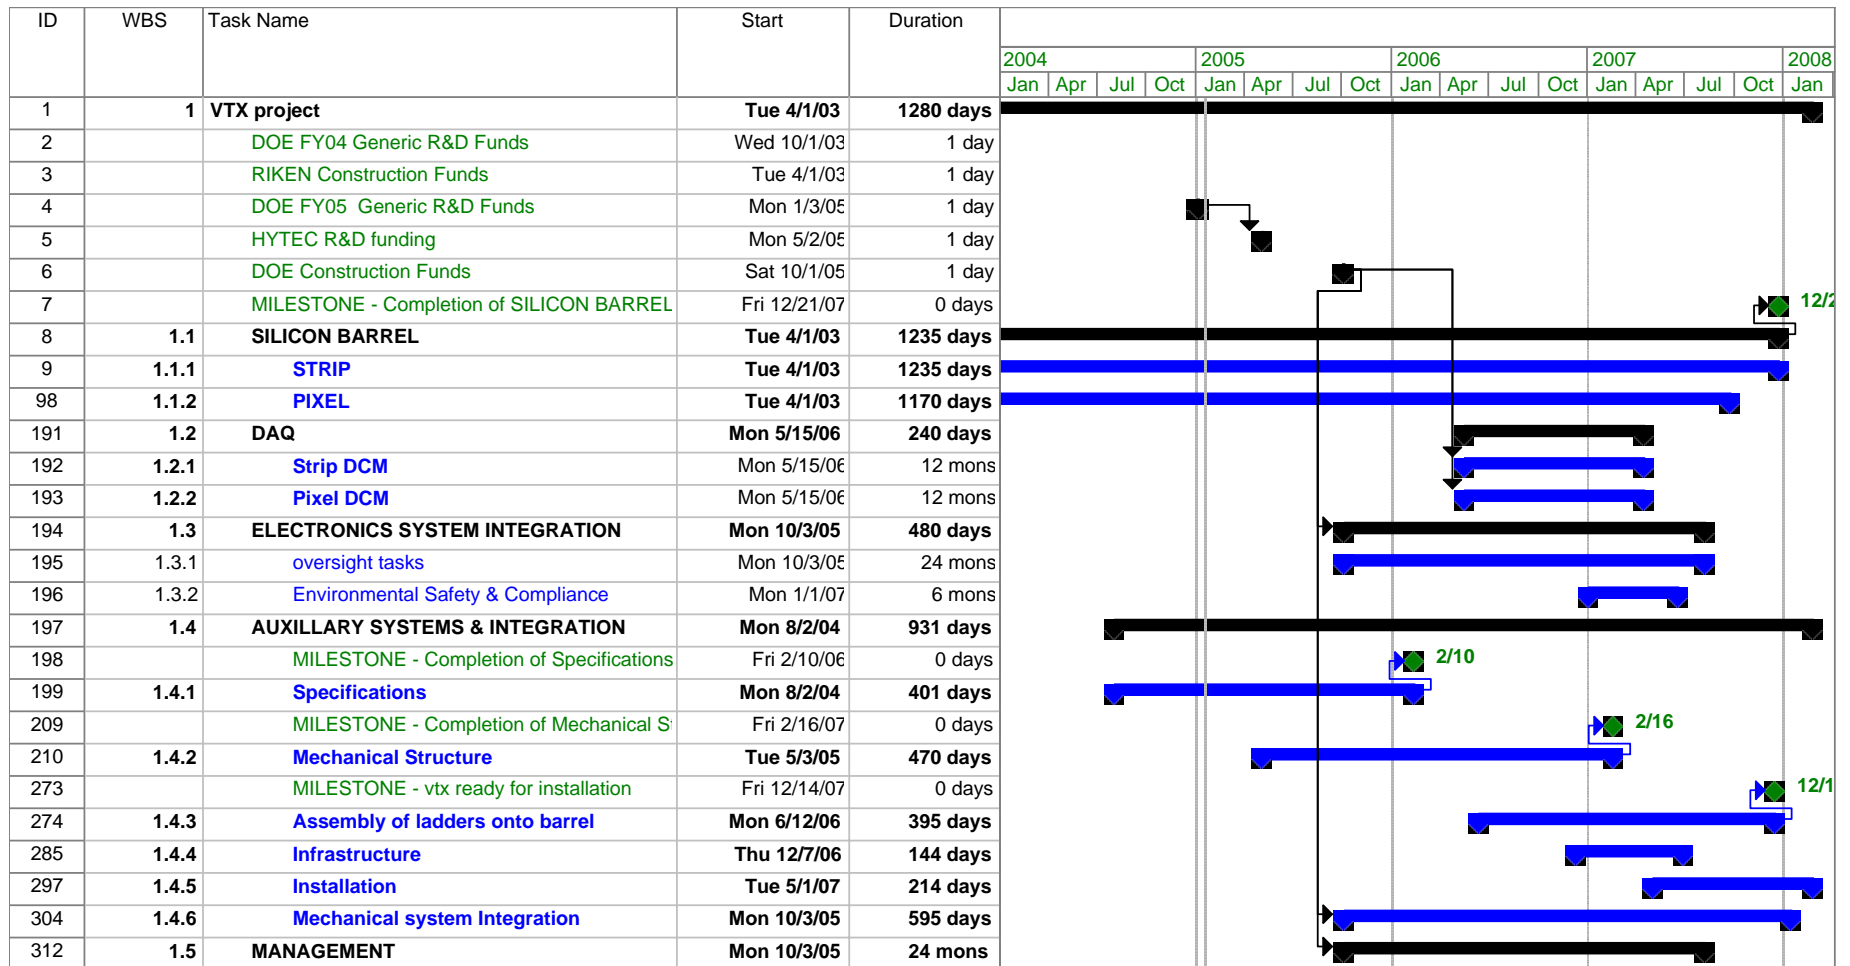 ID WBS Task Name Start Duration
2004 2005 2006 2007 2008
Jan Apr Jul Oct Jan Apr Jul Oct Jan Apr Jul Oct Jan Apr Jul Oct Jan
1 1 VTX project Tue 4/1/03 1280 days
2 DOE FY04 Generic R&D Funds Wed 10/1/03 1 day
3 RIKEN Construction Funds Tue 4/1/03 1 day
4 DOE FY05 Generic R&D Funds Mon 1/3/05 1 day
5 HYTEC R&D funding Mon 5/2/05 1 day
6 DOE Construction Funds Sat 10/1/05 1 day
7 MILESTONE - Completion of SILICON BARREL Fri 12/21/07 0 days 12/2
8 1.1 SILICON BARREL Tue 4/1/03 1235 days
9 1.1.1 STRIP Tue 4/1/03 1235 days
98 1.1.2 PIXEL Tue 4/1/03 1170 days
191 1.2 DAQ Mon 5/15/06 240 days
192 1.2.1 Strip DCM Mon 5/15/06 12 mons
193 1.2.2 Pixel DCM Mon 5/15/06 12 mons
194 1.3 ELECTRONICS SYSTEM INTEGRATION Mon 10/3/05 480 days
195 1.3.1 oversight tasks Mon 10/3/05 24 mons
196 1.3.2 Environmental Safety & Compliance Mon 1/1/07 6 mons
197 1.4 AUXILLARY SYSTEMS & INTEGRATION Mon 8/2/04 931 days
198 MILESTONE - Completion of Specifications Fri 2/10/06 0 days 2/10
199 1.4.1 Specifications Mon 8/2/04 401 days
209 MILESTONE - Completion of Mechanical S Fri 2/16/07 0 days 2/16
210 1.4.2 Mechanical Structure Tue 5/3/05 470 days
273 MILESTONE - vtx ready for installation Fri 12/14/07 0 days 12/1
274 1.4.3 Assembly of ladders onto barrel Mon 6/12/06 395 days
285 1.4.4 Infrastructure Thu 12/7/06 144 days
297 1.4.5 Installation Tue 5/1/07 214 days
304 1.4.6 Mechanical system Integration Mon 10/3/05 595 days
312 1.5 MANAGEMENT Mon 10/3/05 24 mons